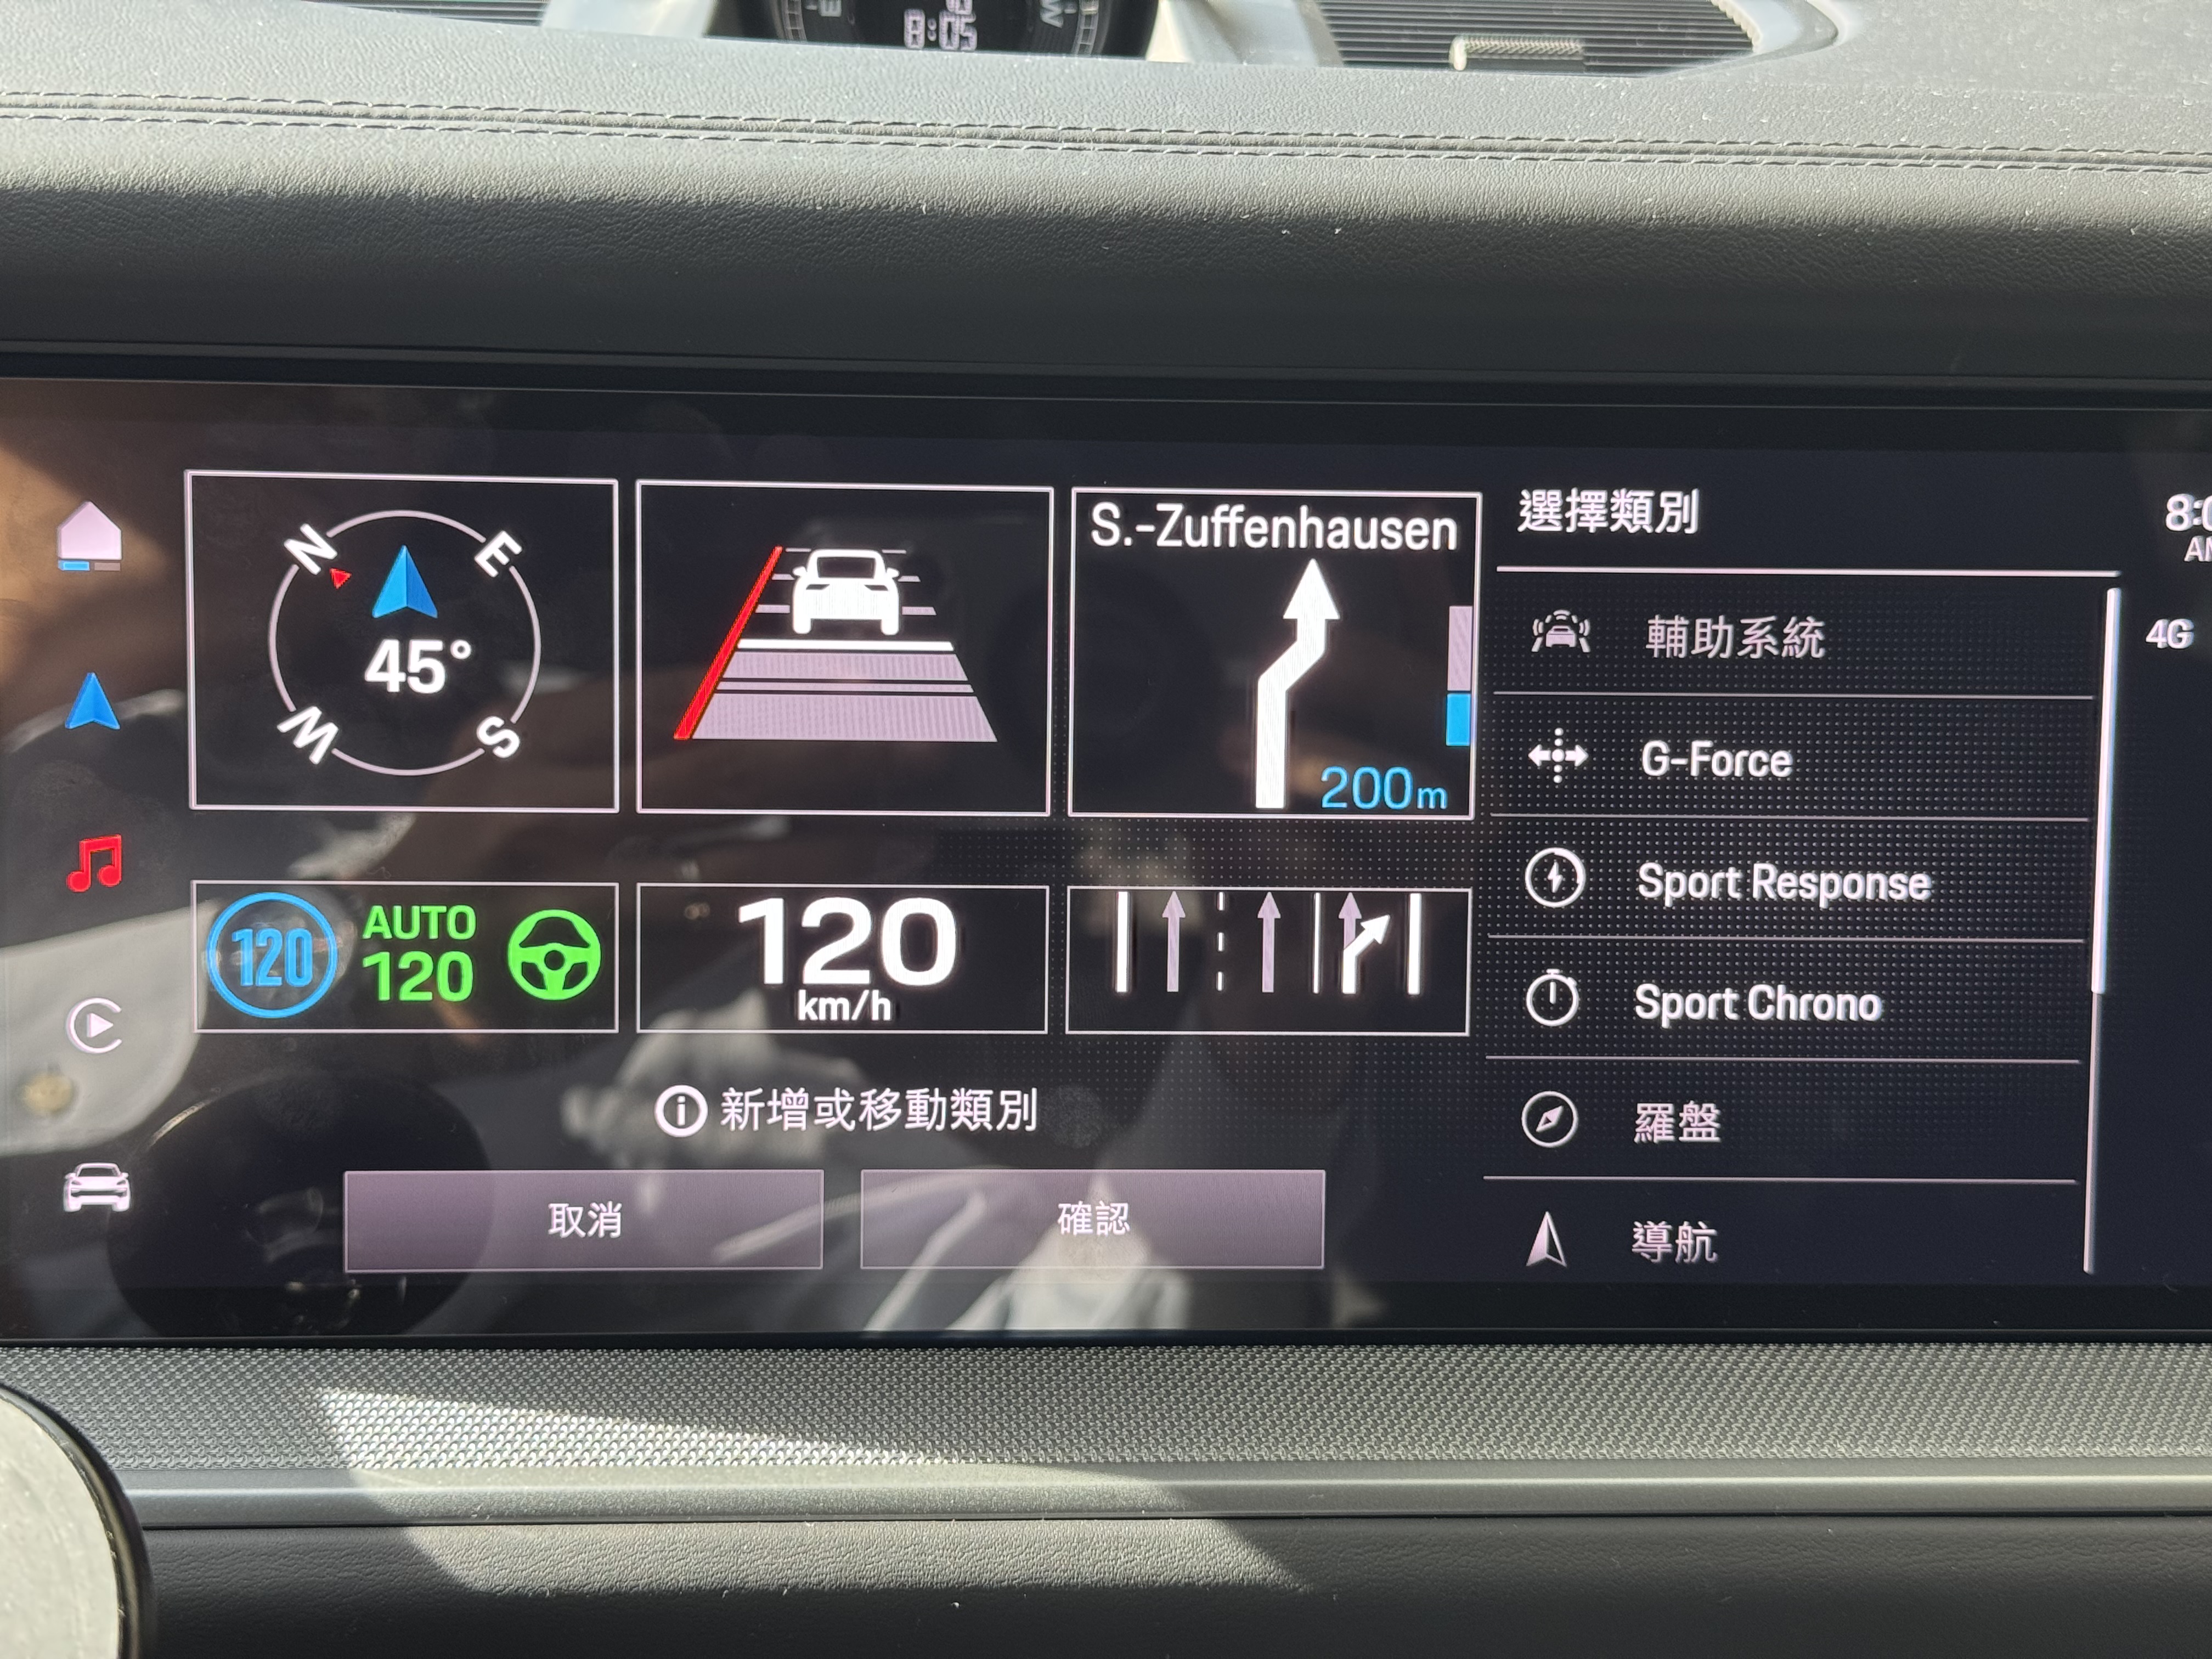 E
W
8:05
N
E
45°
W
S
S.-Zuffenhausen
200m
120
AUTO
120
120
km/h
新增或移動類別
取消
確認
選擇類別
輔助系統
G-Force
Sport Response
Sport Chrono
羅盤
導航
4G